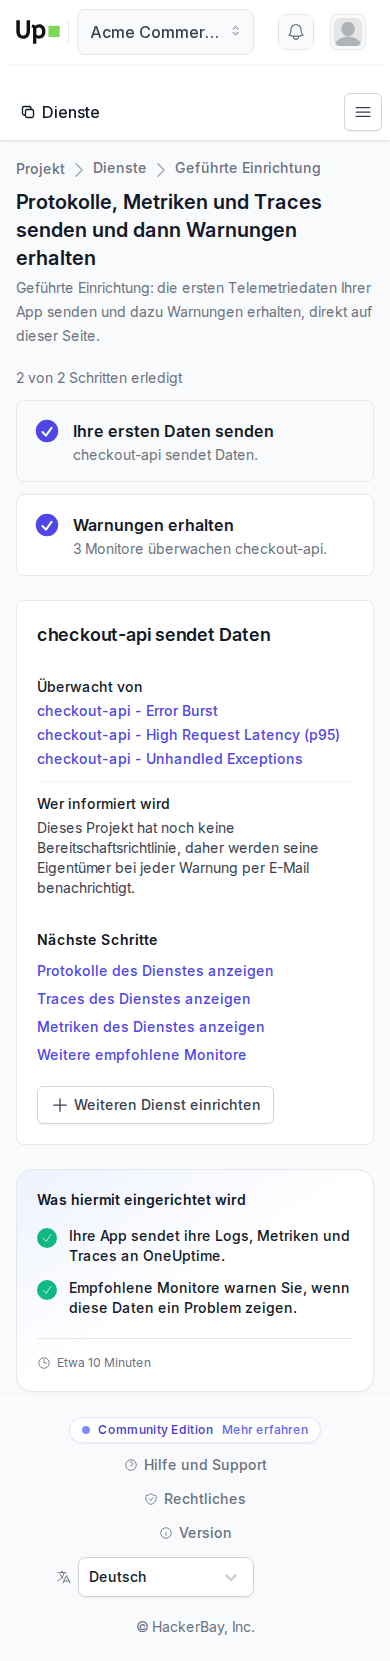 Up
Acme Commer...
Dienste
Projekt
Dienste
Geführte Einrichtung
Protokolle, Metriken und Traces
senden und dann Warnungen
erhalten
Geführte Einrichtung: die ersten Telemetriedaten Ihrer
App senden und dazu Warnungen erhalten, direkt auf
dieser Seite.
2 von 2 Schritten erledigt
Ihre ersten Daten senden
checkout-api sendet Daten.
Warnungen erhalten
3 Monitore überwachen checkout-api.
checkout-api sendet Daten
Überwacht von
checkout-api - Error Burst
checkout-api - High Request Latency (p95)
checkout-api - Unhandled Exceptions
Wer informiert wird
Dieses Projekt hat noch keine
Bereitschaftsrichtlinie, daher werden seine
Eigentümer bei jeder Warnung per E-Mail
benachrichtigt.
Nächste Schritte
Protokolle des Dienstes anzeigen
Traces des Dienstes anzeigen
Metriken des Dienstes anzeigen
Weitere empfohlene Monitore
Weiteren Dienst einrichten
Was hiermit eingerichtet wird
Ihre App sendet ihre Logs, Metriken und
Traces an OneUptime.
Empfohlene Monitore warnen Sie, wenn
diese Daten ein Problem zeigen.
Etwa 10 Minuten
Community Edition Mehr erfahren
Hilfe und Support
Rechtliches
Version
Deutsch
© HackerBay, Inc.